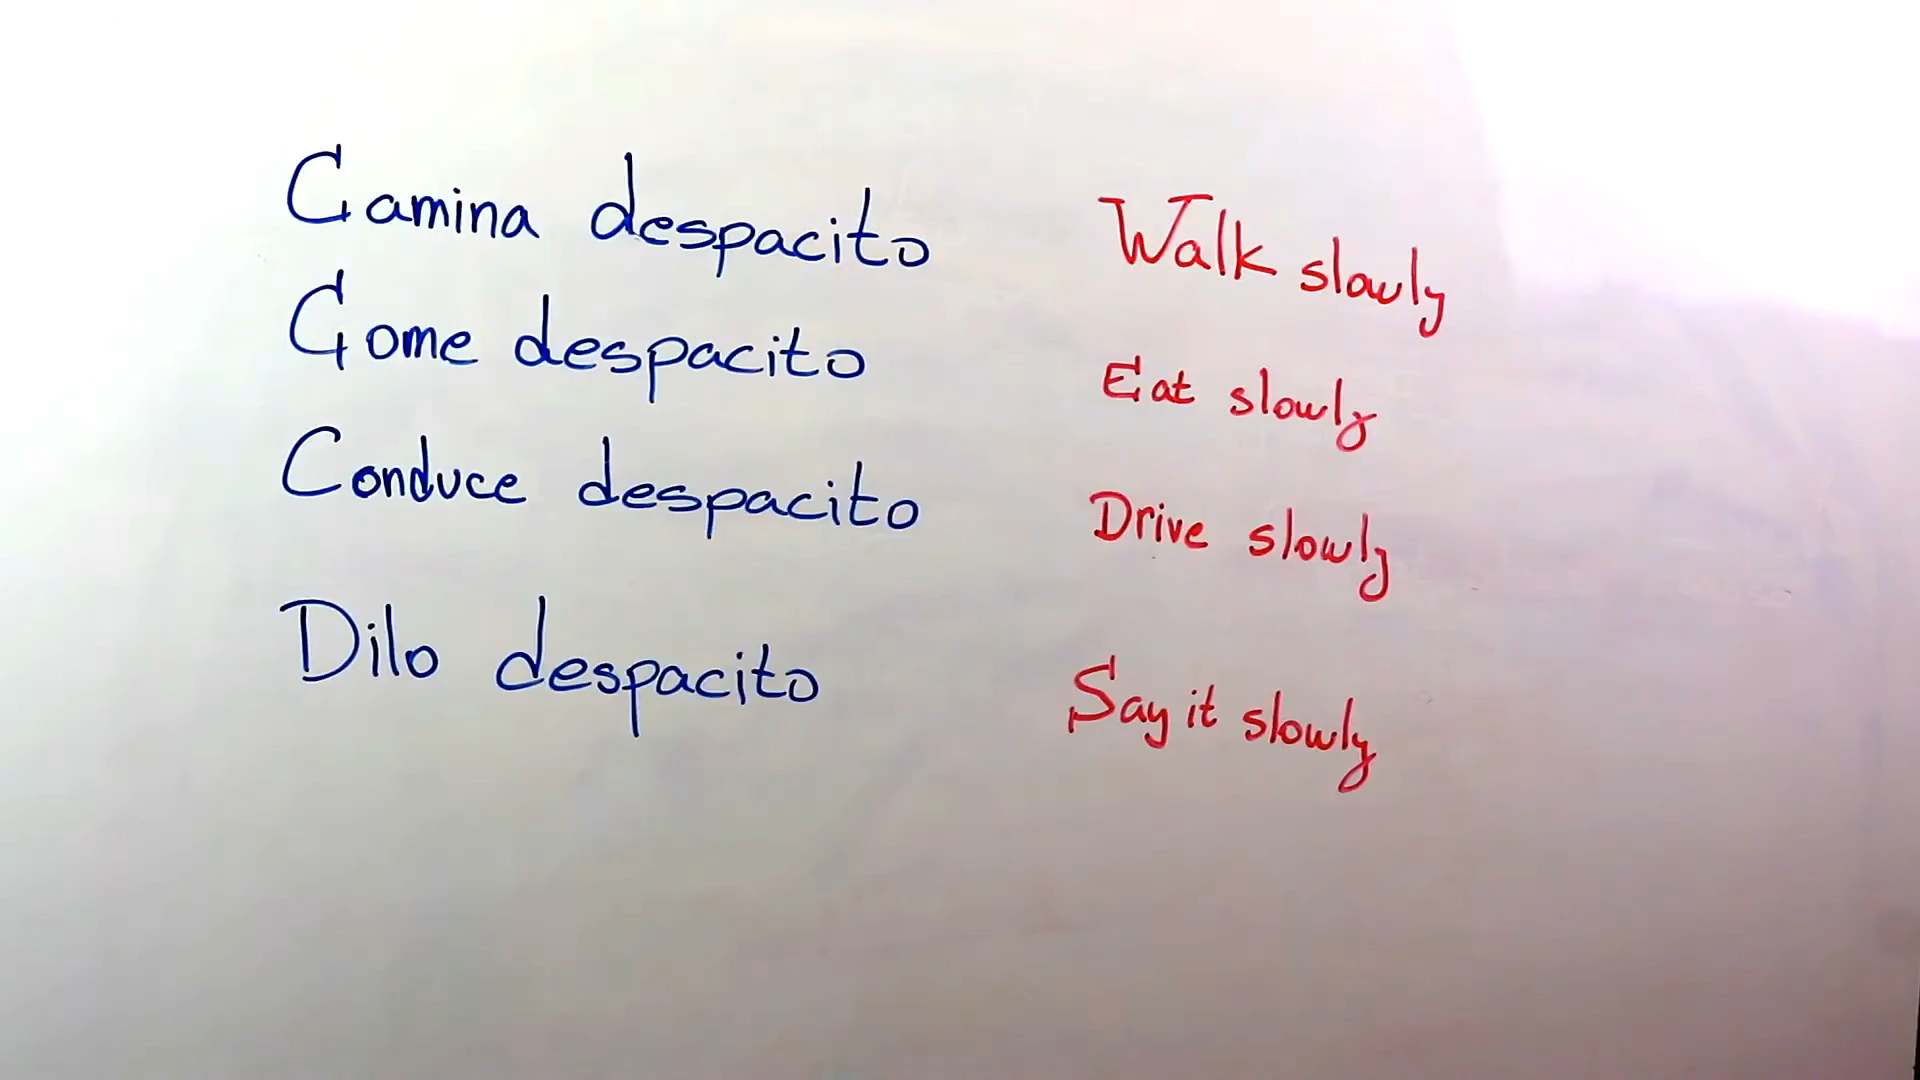 Camina despacito Walk slowly
Come despacito Eat slowly
Conduce despacito Drive slowly
Dilo despacito Say it slowly